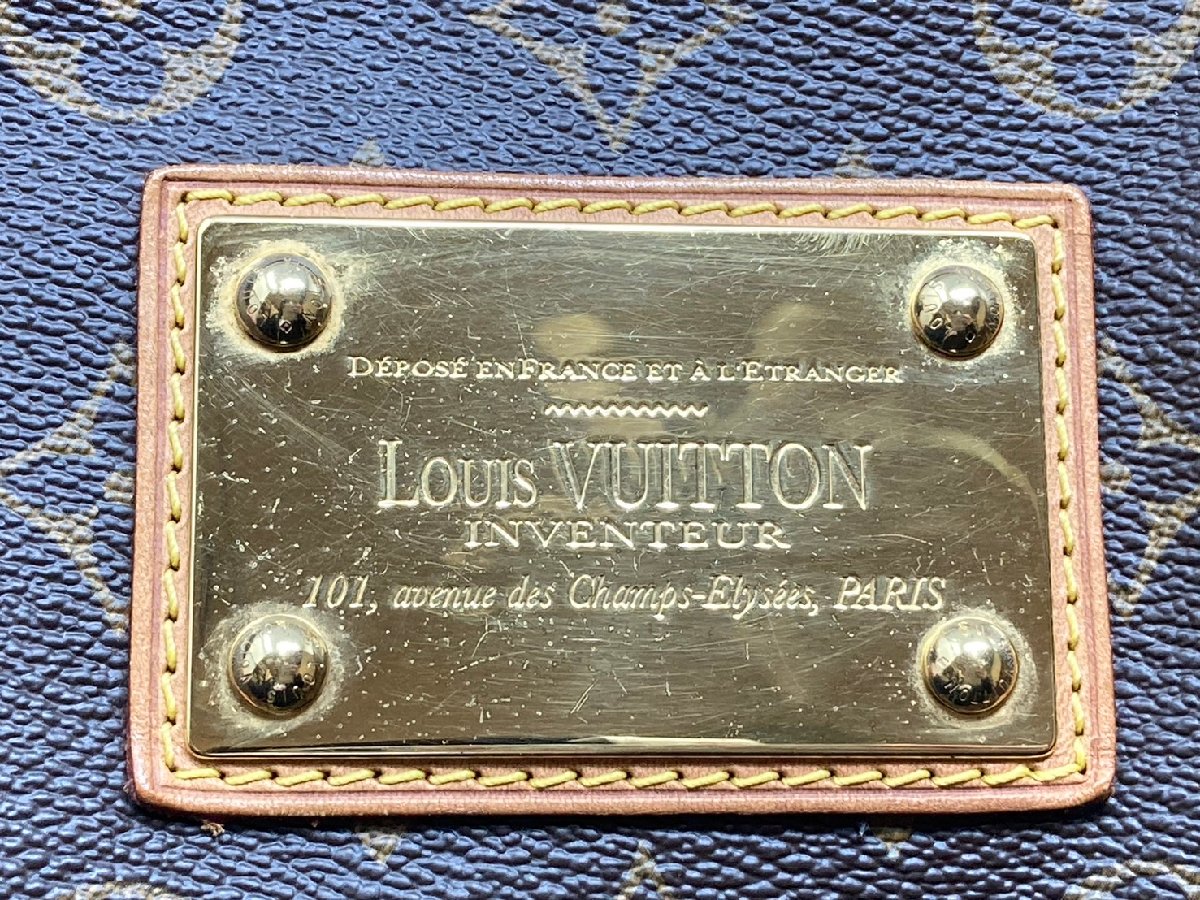 DÉPOSÉ EN FRANCE ET À L'ETRANGER
LOUIS VUITTON
INVENTEUR
101, avenue des Champs-Elysées, PARIS